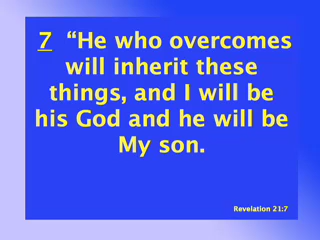 7 “He who overcomes
will inherit these
things, and I will be
his God and he will be
My son.
Revelation 21:7